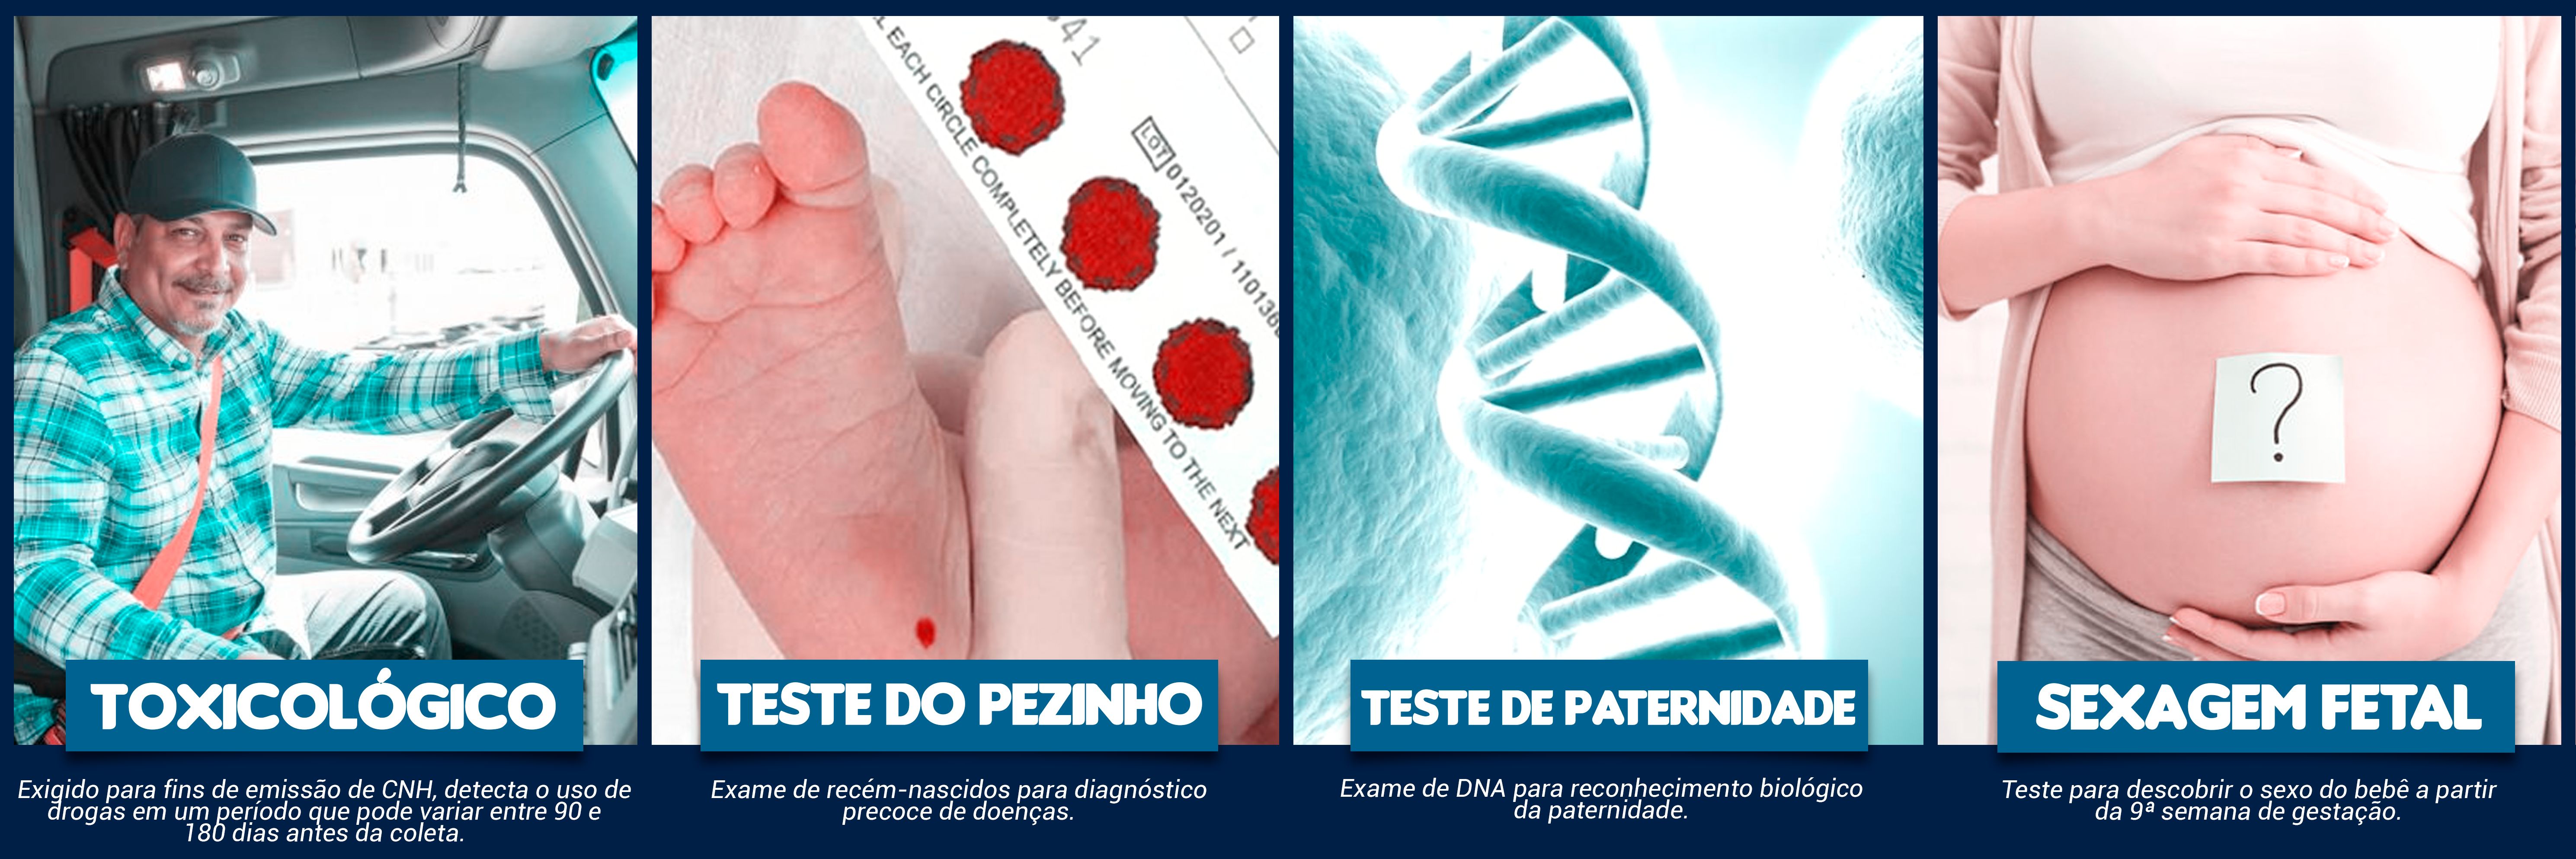 TOXICOLÓGICO
Exigido para fins de emissão de CNH, detecta o uso de
drogas em um período que pode variar entre 90 e
180 dias antes da coleta.
41
EACH CIRCLE COMPLETELY BEFORE MOVING TO THE NEXT
LOT 0120201 /
TESTE DO PEZINHO
Exame de recém-nascidos para diagnóstico
precoce de doenças.
TESTE DE PATERNIDADE
Exame de DNA para reconhecimento biológico
da paternidade.
?
SEXAGEM FETAL
Teste para descobrir o sexo do bebê a partir
da 9ª semana de gestação.